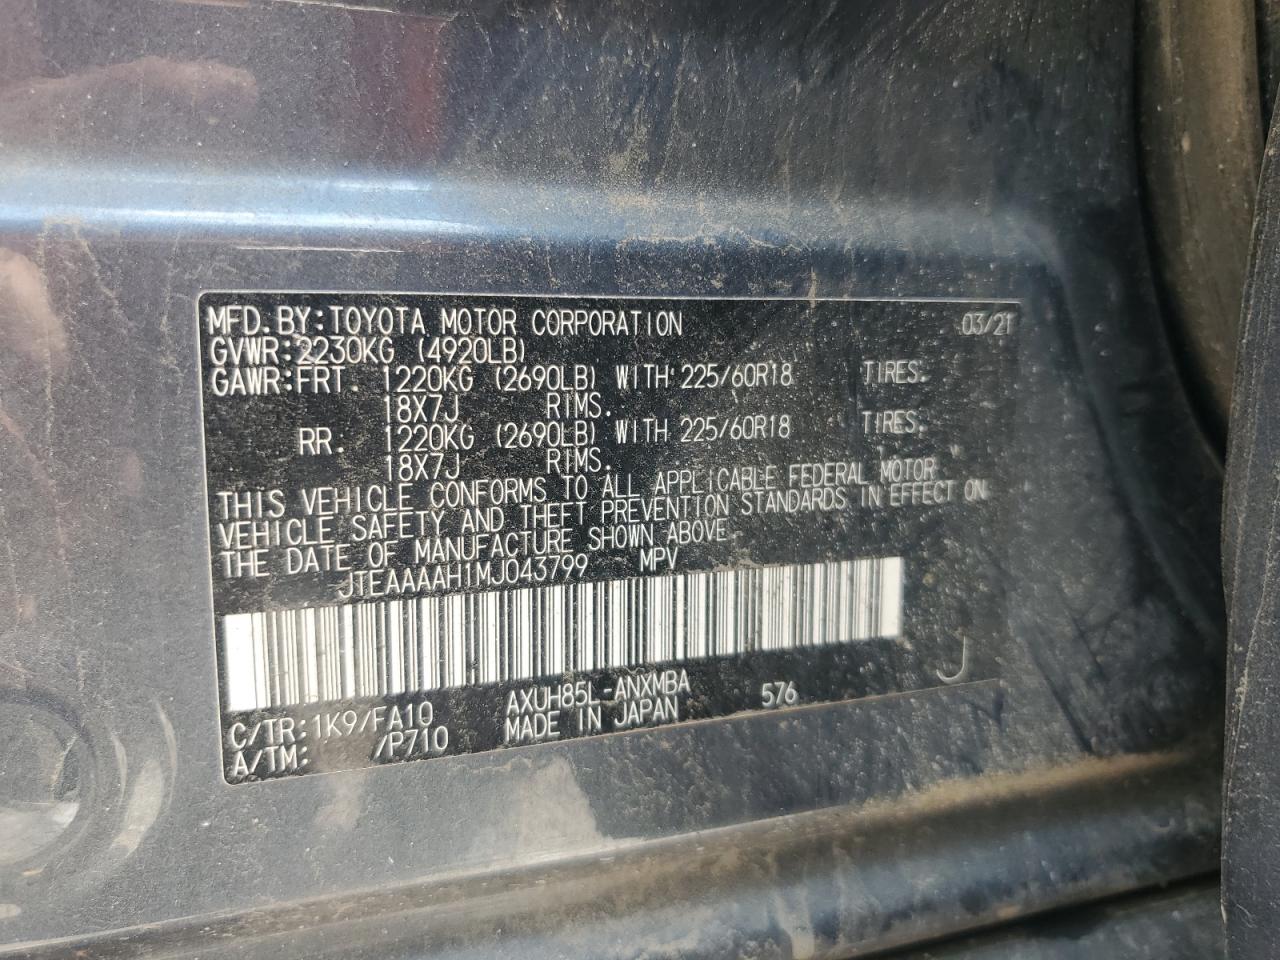 MFD.BY:TOYOTA MOTOR CORPORATION 03/21
GVWR:2230KG (4920LB)
GAWR:FRT. 1220KG (2690LB) WITH 225/60R18 TIRES.
18X7J RIMS.
RR. 1220KG (2690LB) WITH 225/60R18 TIRES.
18X7J RIMS.
THIS VEHICLE CONFORMS TO ALL APPLICABLE FEDERAL MOTOR
VEHICLE SAFETY AND THEFT PREVENTION STANDARDS IN EFFECT ON
THE DATE OF MANUFACTURE SHOWN ABOVE.
JTEAAAAH1MJ043799 MPV
C/TR:1K9/FA10 AXUH85L-ANXMBA 576 J
A/TM: /P710 MADE IN JAPAN